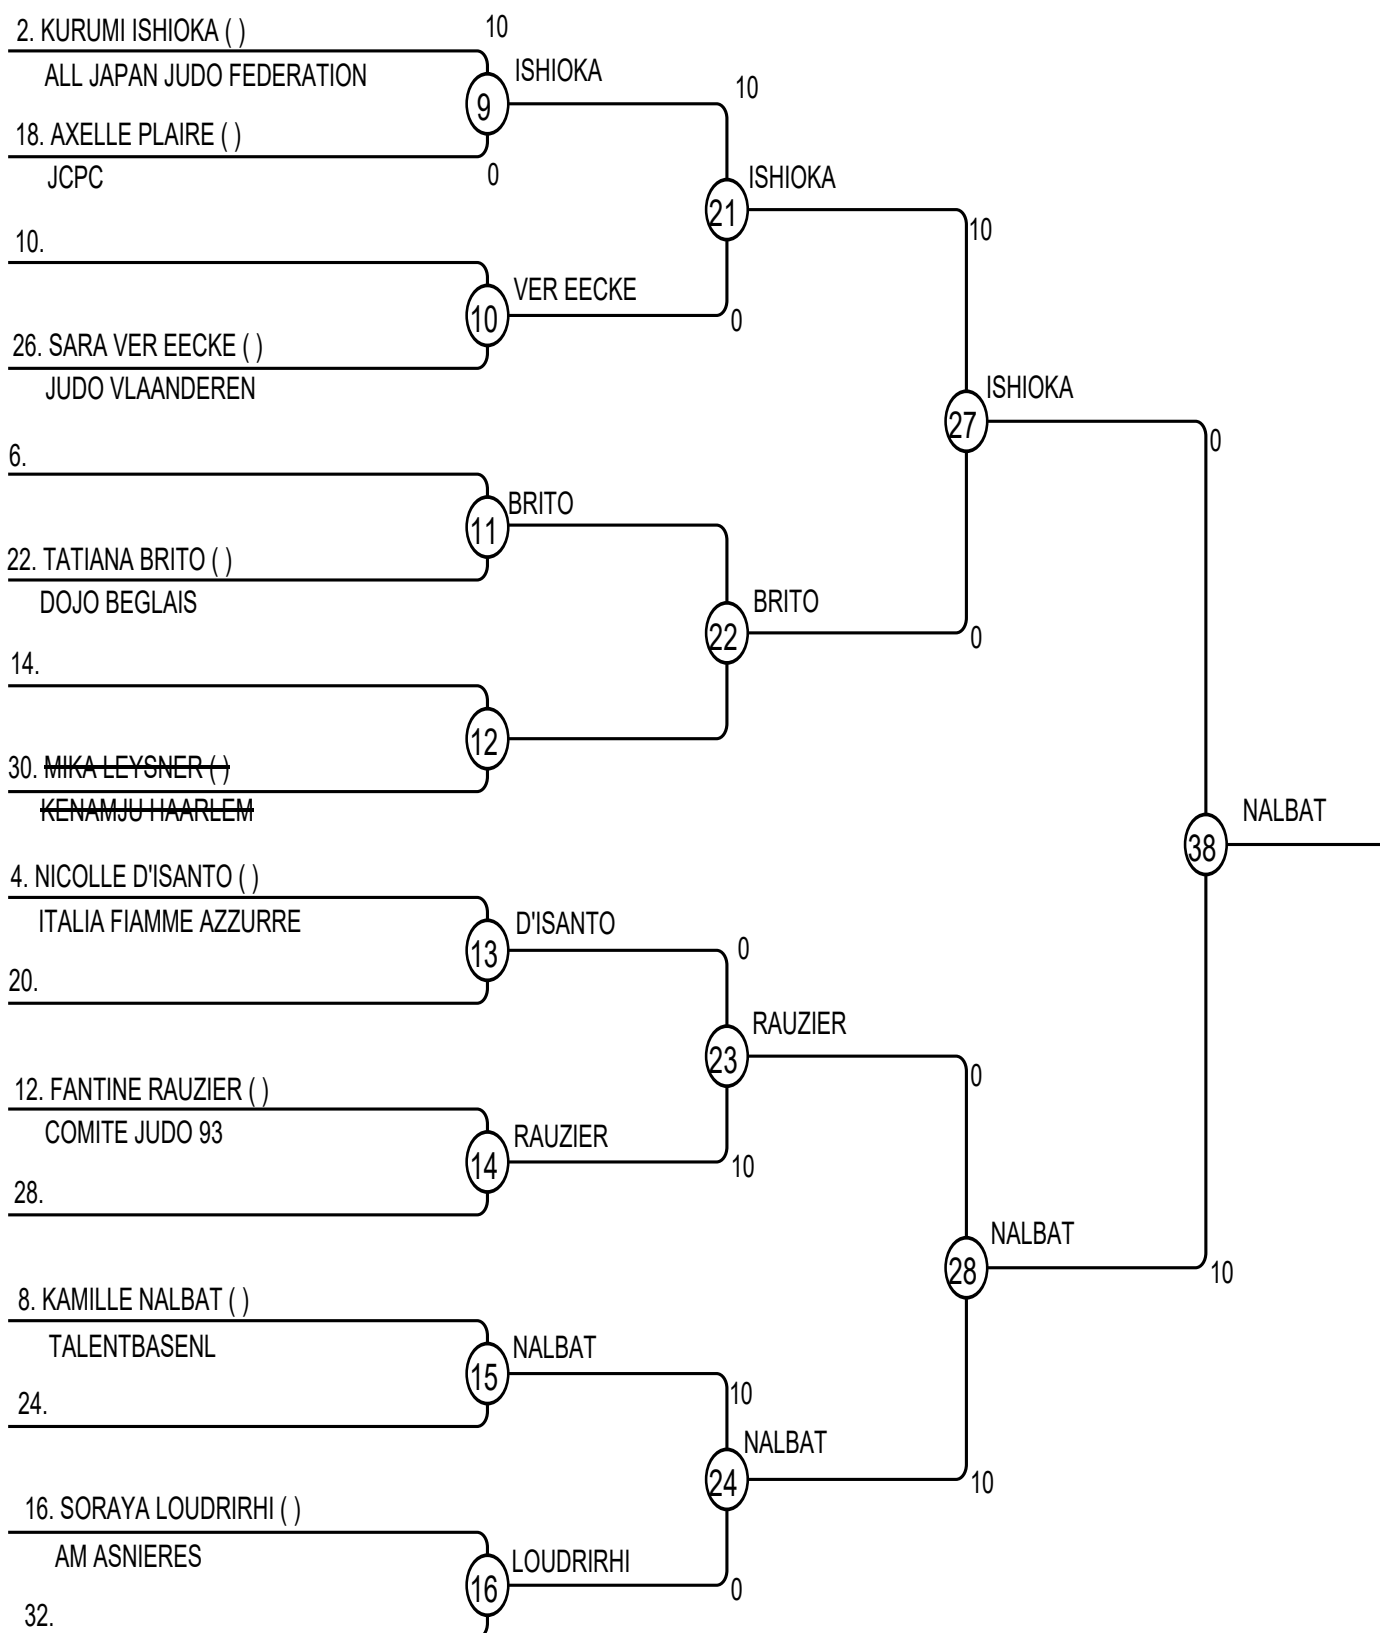 2. KURUMI ISHIOKA ( )
10
ALL JAPAN JUDO FEDERATION
ISHIOKA
9
10
18. AXELLE PLAIRE ( )
JCPC
0
ISHIOKA
21
10
10.
VER EECKE
10
0
26. SARA VER EECKE ( )
JUDO VLAANDEREN
ISHIOKA
27
0
6.
BRITO
11
22. TATIANA BRITO ( )
DOJO BEGLAIS
BRITO
22
0
14.
12
30. MIKA LEYSNER ( )
KENAMJU HAARLEM
NALBAT
38
4. NICOLLE D'ISANTO ( )
ITALIA FIAMME AZZURRE
D'ISANTO
13
0
20.
RAUZIER
23
0
12. FANTINE RAUZIER ( )
COMITE JUDO 93
RAUZIER
14
10
28.
NALBAT
28
10
8. KAMILLE NALBAT ( )
TALENTBASENL
NALBAT
15
10
24.
NALBAT
24
10
16. SORAYA LOUDRIRHI ( )
AM ASNIERES
LOUDRIRHI
16
0
32.